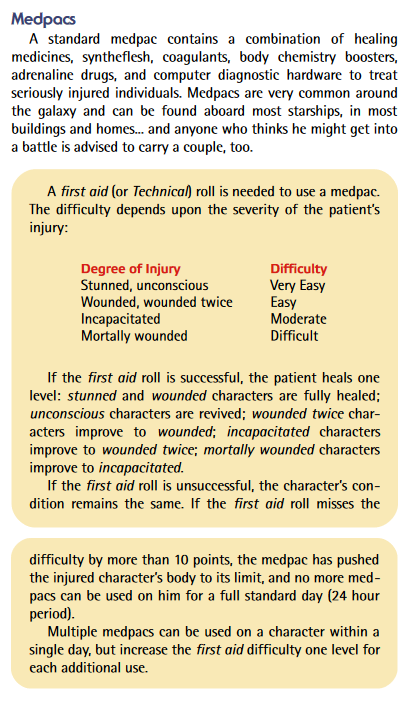 Medpacs
A standard medpac contains a combination of healing
medicines, syntheflesh, coagulants, body chemistry boosters,
adrenaline drugs, and computer diagnostic hardware to treat
seriously injured individuals. Medpacs are very common around
the galaxy and can be found aboard most starships, in most
buildings and homes... and anyone who thinks he might get into
a battle is advised to carry a couple, too.
A first aid (or Technical) roll is needed to use a medpac.
The difficulty depends upon the severity of the patient's
injury:
Degree of Injury Difficulty
Stunned, unconscious Very Easy
Wounded, wounded twice Easy
Incapacitated Moderate
Mortally wounded Difficult
If the first aid roll is successful, the patient heals one
level: stunned and wounded characters are fully healed;
unconscious characters are revived; wounded twice char-
acters improve to wounded; incapacitated characters
improve to wounded twice; mortally wounded characters
improve to incapacitated.
If the first aid roll is unsuccessful, the character's con-
dition remains the same. If the first aid roll misses the
difficulty by more than 10 points, the medpac has pushed
the injured character's body to its limit, and no more med-
pacs can be used on him for a full standard day (24 hour
period).
Multiple medpacs can be used on a character within a
single day, but increase the first aid difficulty one level for
each additional use.